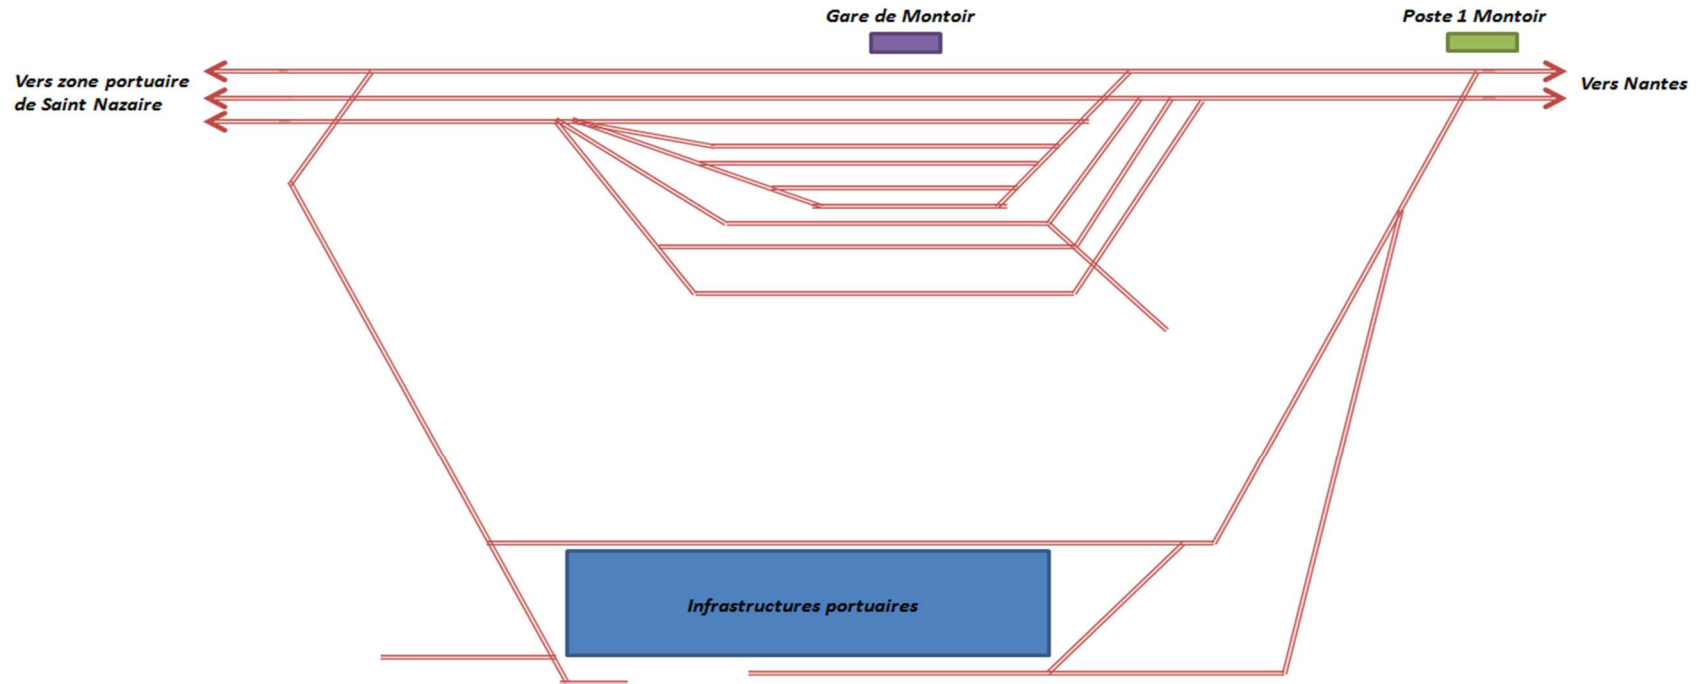 Gare de Montoir
Poste 1 Montoir
Vers zone portuaire
de Saint Nazaire
Vers Nantes
Infrastructures portuaires